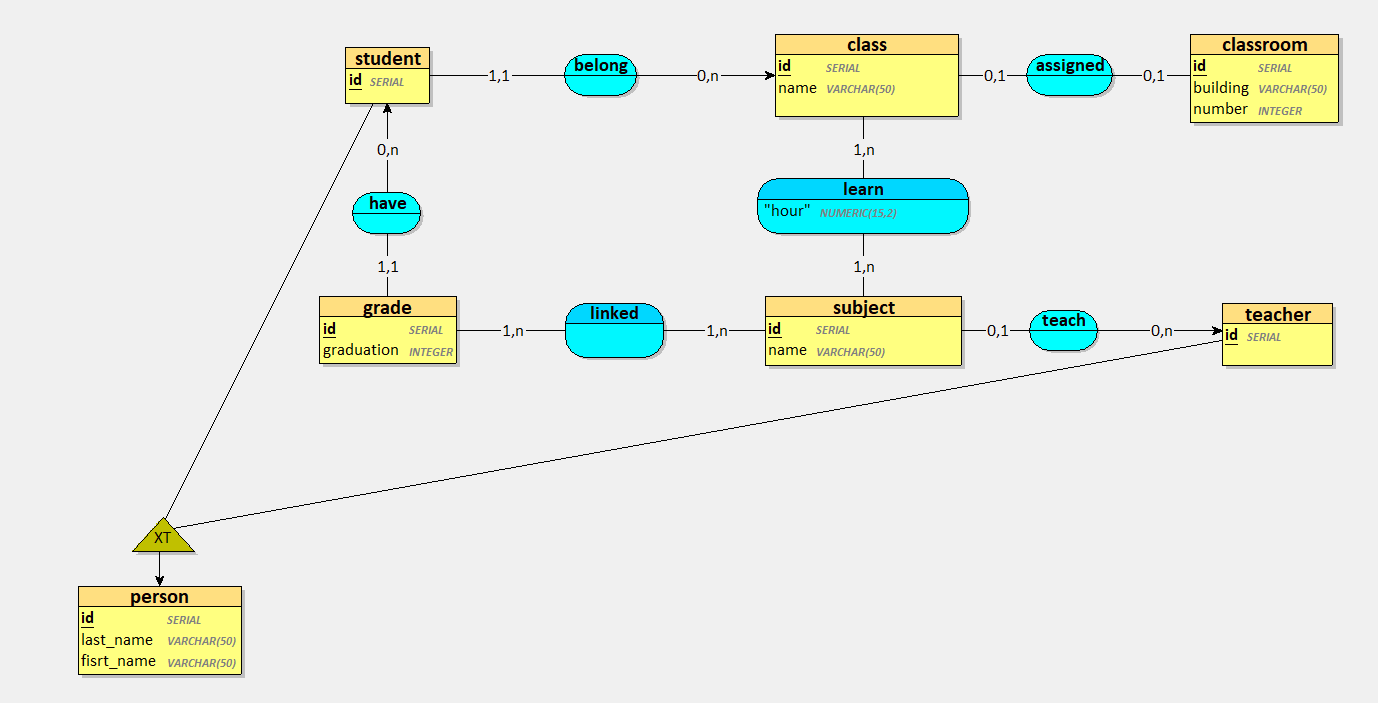 student
id SERIAL
1,1
belong
0,n
class
id SERIAL
name VARCHAR(50)
0,1
assigned
0,1
classroom
id SERIAL
building VARCHAR(50)
number INTEGER
0,n
have
1,1
1,n
learn
"hour" NUMERIC(15,2)
1,n
grade
id SERIAL
graduation INTEGER
1,n
linked
1,n
subject
id SERIAL
name VARCHAR(50)
0,1
teach
0,n
teacher
id SERIAL
XT
person
id SERIAL
last_name VARCHAR(50)
fisrt_name VARCHAR(50)